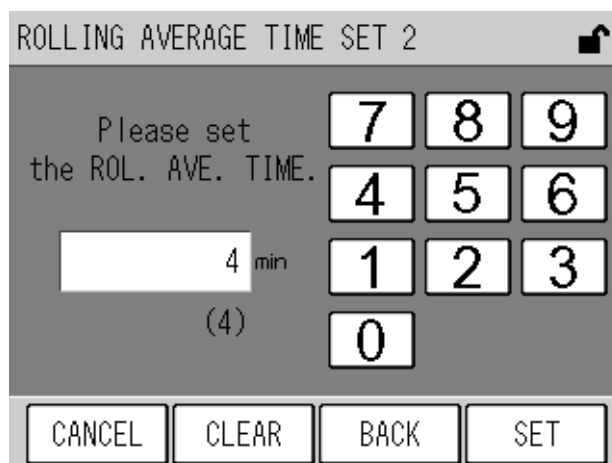 ROLLING AVERAGE TIME SET 2
Please set
the ROL. AVE. TIME.
4 min
(4)
7 8 9
4 5 6
1 2 3
0
CANCEL CLEAR BACK SET